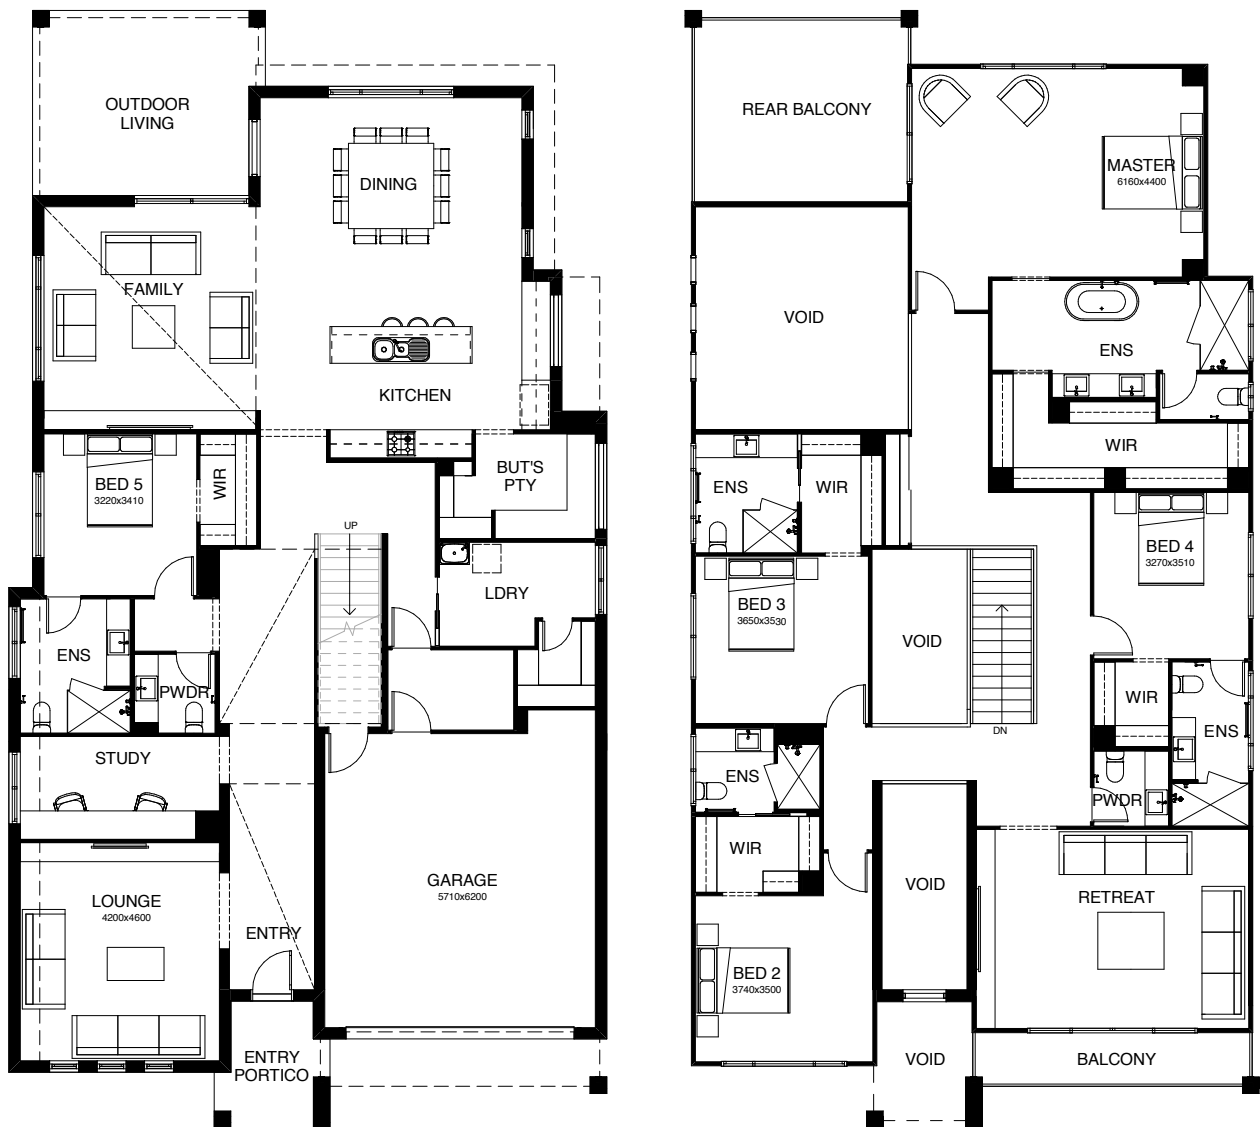 OUTDOOR
LIVING
DINING
FAMILY
KITCHEN
BED 5
3220x3410
WIR
BUT'S
PTY
UP
LDRY
ENS
PWDR
STUDY
LOUNGE
4200x4600
GARAGE
5710x6200
ENTRY
ENTRY
PORTICO
REAR BALCONY
MASTER
6160x4400
VOID
ENS
WIR
ENS
WIR
BED 4
3270x3510
BED 3
3650x3530
VOID
WIR
ENS
DN
ENS
PWDR
WIR
VOID
RETREAT
BED 2
3740x3500
VOID
BALCONY